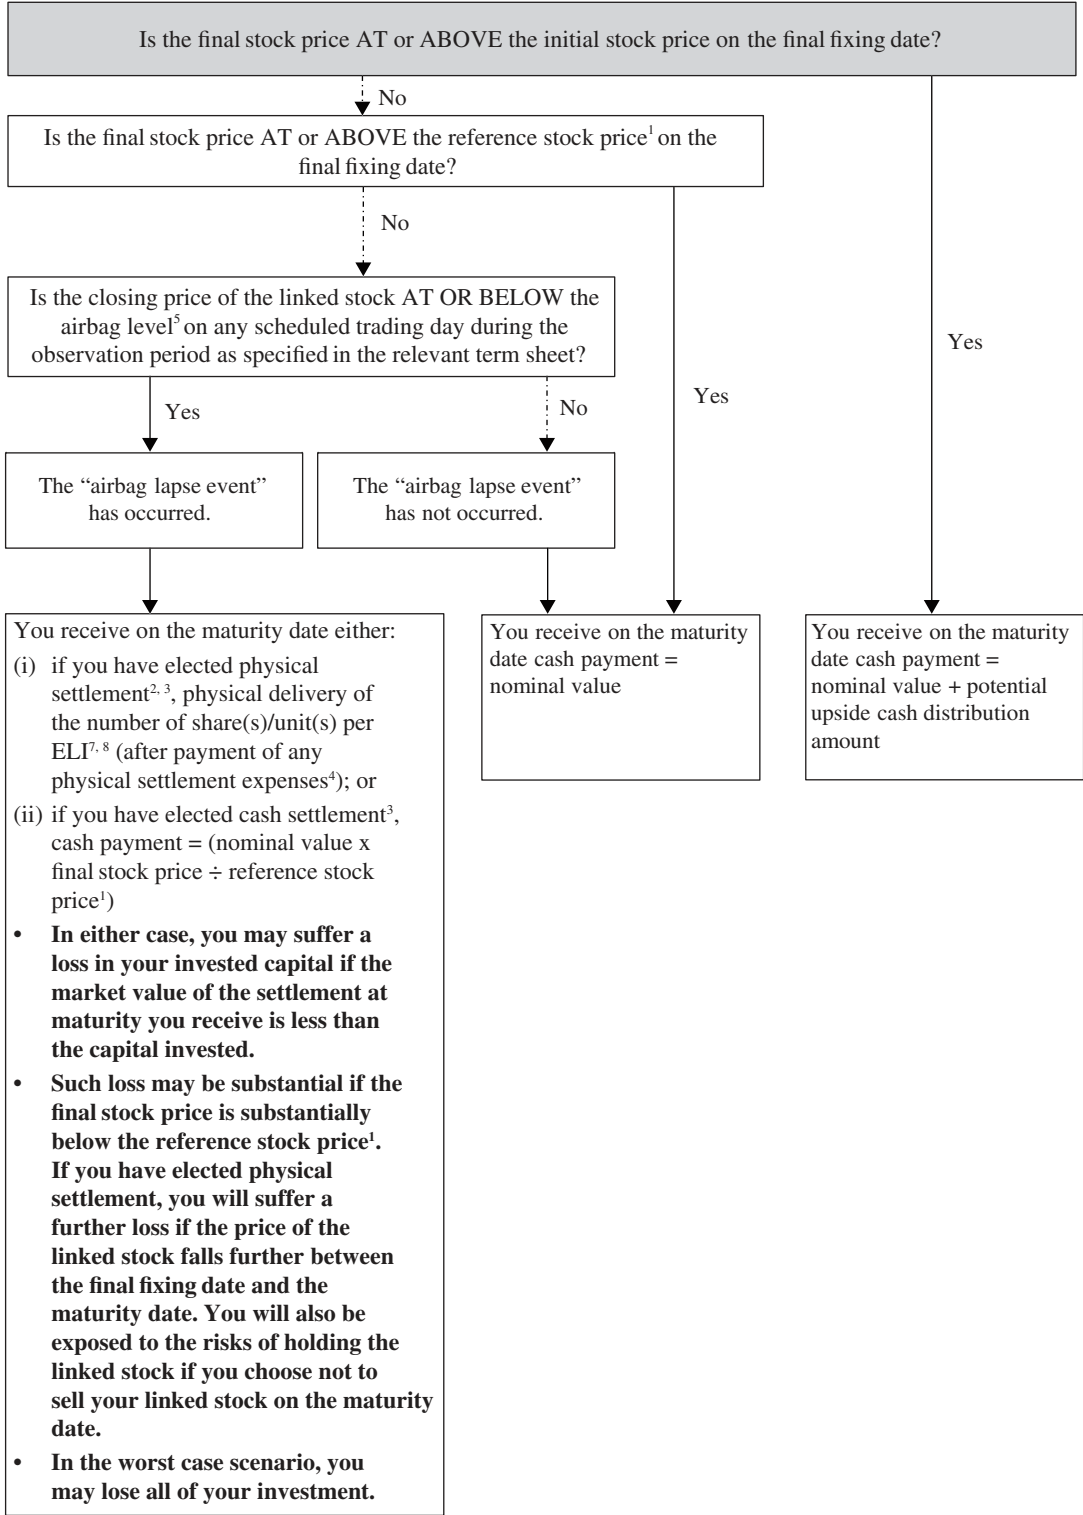 Is the final stock price AT or ABOVE the initial stock price on the final fixing date?
No
Is the final stock price AT or ABOVE the reference stock price1 on the
final fixing date?
No
Is the closing price of the linked stock AT OR BELOW the
airbag level5 on any scheduled trading day during the
observation period as specified in the relevant term sheet?
Yes
No
Yes
Yes
The “airbag lapse event”
has occurred.
The “airbag lapse event”
has not occurred.
You receive on the maturity date either:
(i) if you have elected physical
settlement2, 3, physical delivery of
the number of share(s)/unit(s) per
ELI7, 8 (after payment of any
physical settlement expenses4); or
(ii) if you have elected cash settlement3,
cash payment = (nominal value x
final stock price ÷ reference stock
price1)
• In either case, you may suffer a
loss in your invested capital if the
market value of the settlement at
maturity you receive is less than
the capital invested.
• Such loss may be substantial if the
final stock price is substantially
below the reference stock price1.
If you have elected physical
settlement, you will suffer a
further loss if the price of the
linked stock falls further between
the final fixing date and the
maturity date. You will also be
exposed to the risks of holding the
linked stock if you choose not to
sell your linked stock on the maturity
date.
• In the worst case scenario, you
may lose all of your investment.
You receive on the maturity
date cash payment =
nominal value
You receive on the maturity
date cash payment =
nominal value + potential
upside cash distribution
amount